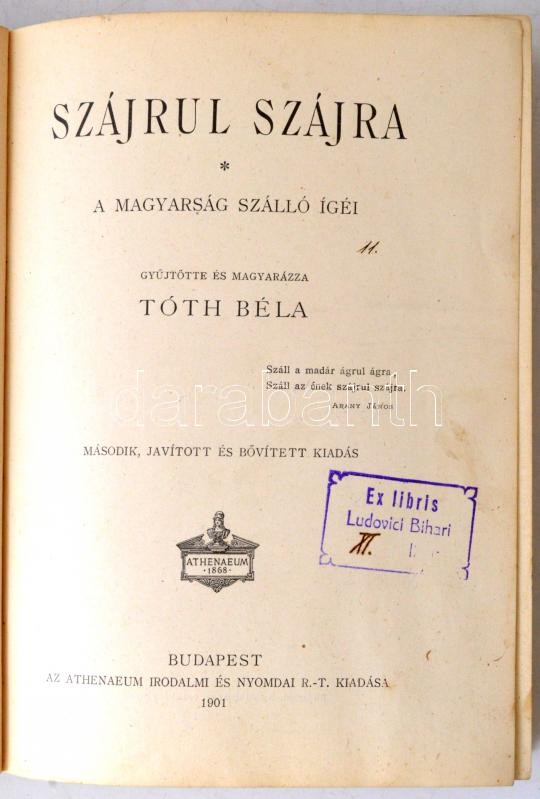 SZÁJRUL SZÁJRA
*
A MAGYARSÁG SZÁLLÓ ÍGÉI
11.
GYŰJTÖTTE ÉS MAGYARÁZZA
TÓTH BÉLA
Száll a madár ágrul ágra,
Száll az ének szájrul szájra.
ARANY JÁNOS
darabanth
MÁSODIK, JAVÍTOTT ÉS BŐVÍTETT KIADÁS
Ex libris
Ludovici Bihari
XI.
ATHENAEUM
·1868·
BUDAPEST
AZ ATHENAEUM IRODALMI ÉS NYOMDAI R.-T. KIADÁSA
1901